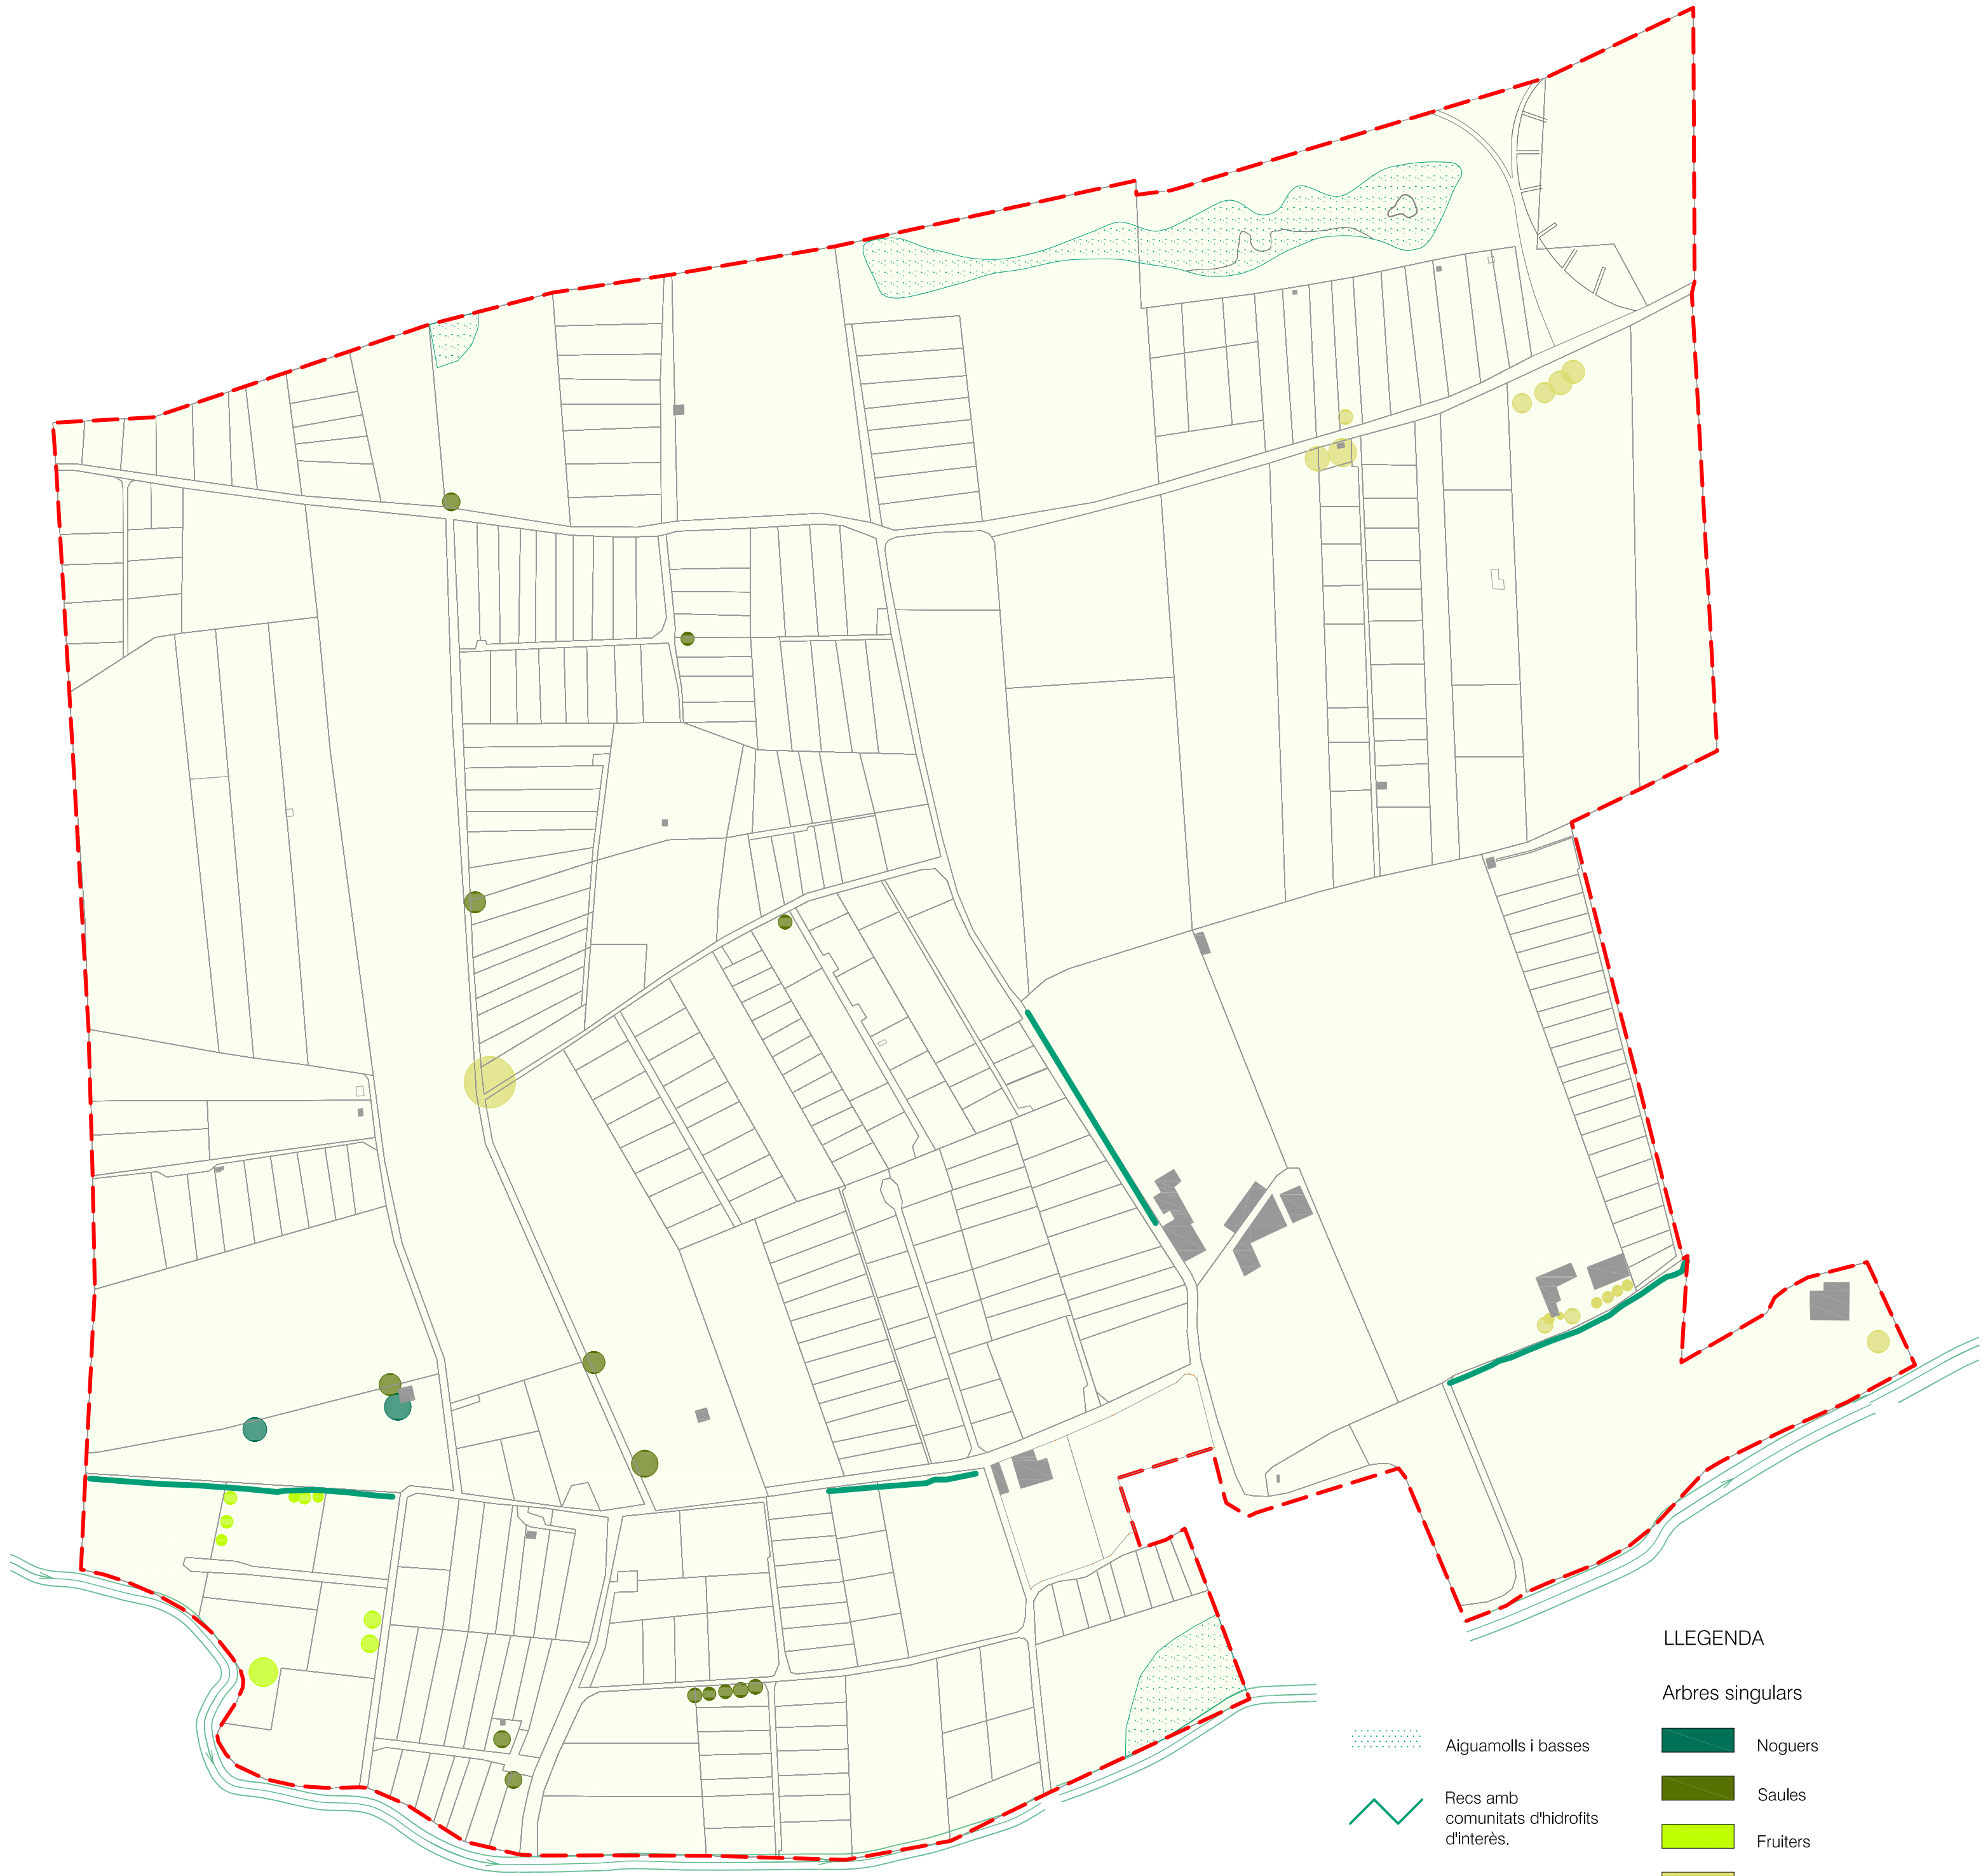 LLEGENDA
Arbres singulars
Aiguamolls i basses
Noguers
Recs amb
comunitats d'hidrofits
d'interès.
Saules
Fruiters